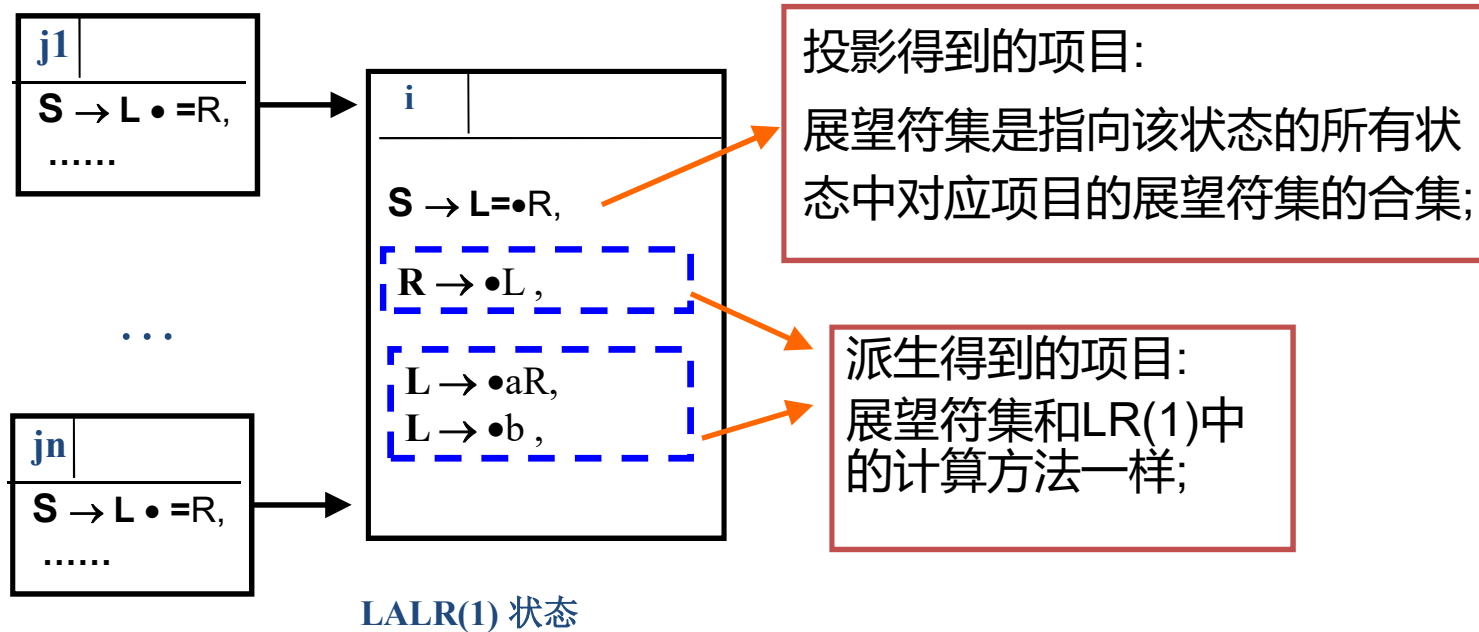 j1
S → L • =R,
......
...
jn
S → L • =R,
......
i
S → L=•R,
R → •L ,
L → •aR,
L → •b ,
LALR(1) 状态
投影得到的项目:
展望符集是指向该状态的所有状
态中对应项目的展望符集的合集;
派生得到的项目:
展望符集和LR(1)中
的计算方法一样;